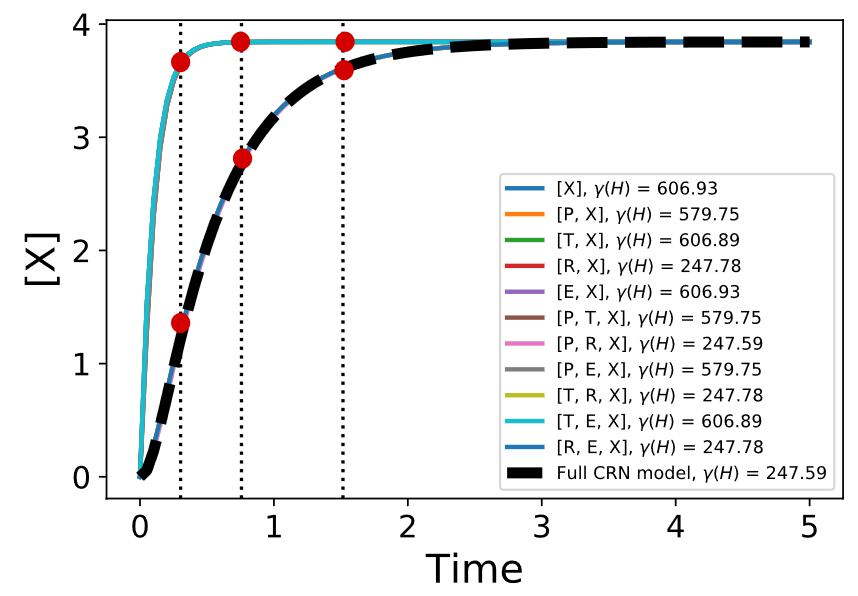 4
3
2
1
0
[X]
0
1
2
3
4
5
Time
[X], γ(H) = 606.93
[P, X], γ(H) = 579.75
[T, X], γ(H) = 606.89
[R, X], γ(H) = 247.78
[E, X], γ(H) = 606.93
[P, T, X], γ(H) = 579.75
[P, R, X], γ(H) = 247.59
[P, E, X], γ(H) = 579.75
[T, R, X], γ(H) = 247.78
[T, E, X], γ(H) = 606.89
[R, E, X], γ(H) = 247.78
Full CRN model, γ(H) = 247.59